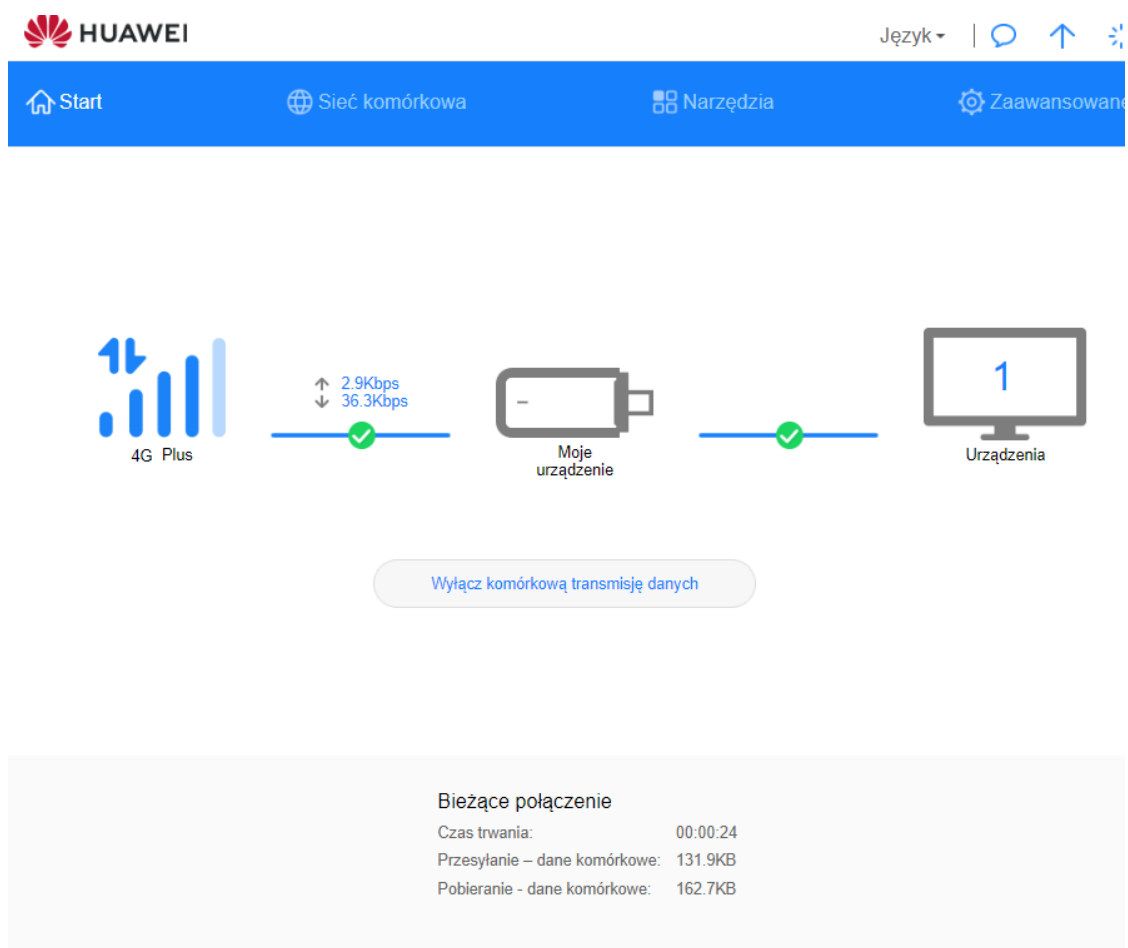 HUAWEI
Język
Start
Sieć komórkowa
Narzędzia
Zaawansowane
2.9Kbps
36.3Kbps
1
4G Plus
Moje
urządzenie
Urządzenia
Wyłącz komórkową transmisję danych
Bieżące połączenie
Czas trwania: 00:00:24
Przesyłanie – dane komórkowe: 131.9KB
Pobieranie - dane komórkowe: 162.7KB